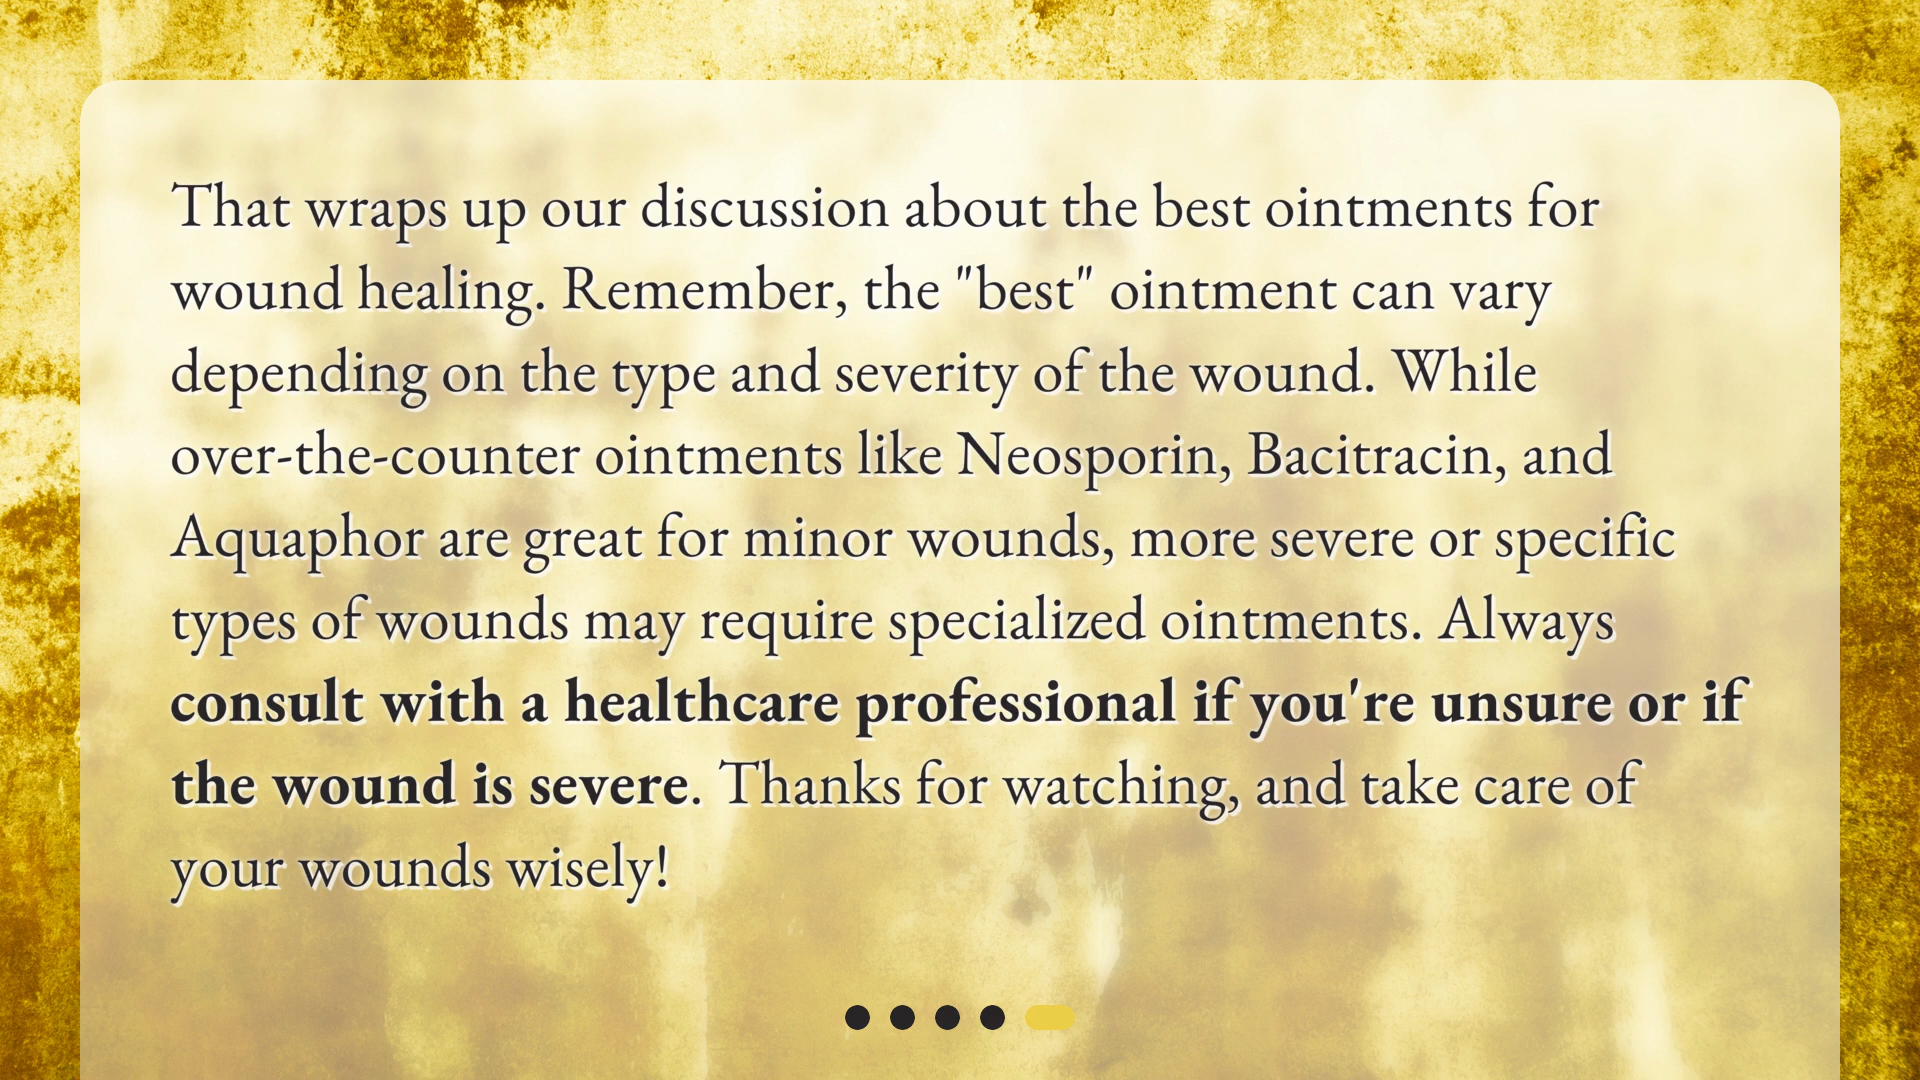 That wraps up our discussion about the best ointments for
wound healing. Remember, the "best" ointment can vary
depending on the type and severity of the wound. While
over-the-counter ointments like Neosporin, Bacitracin, and
Aquaphor are great for minor wounds, more severe or specific
types of wounds may require specialized ointments. Always
consult with a healthcare professional if you're unsure or if
the wound is severe. Thanks for watching, and take care of
your wounds wisely!